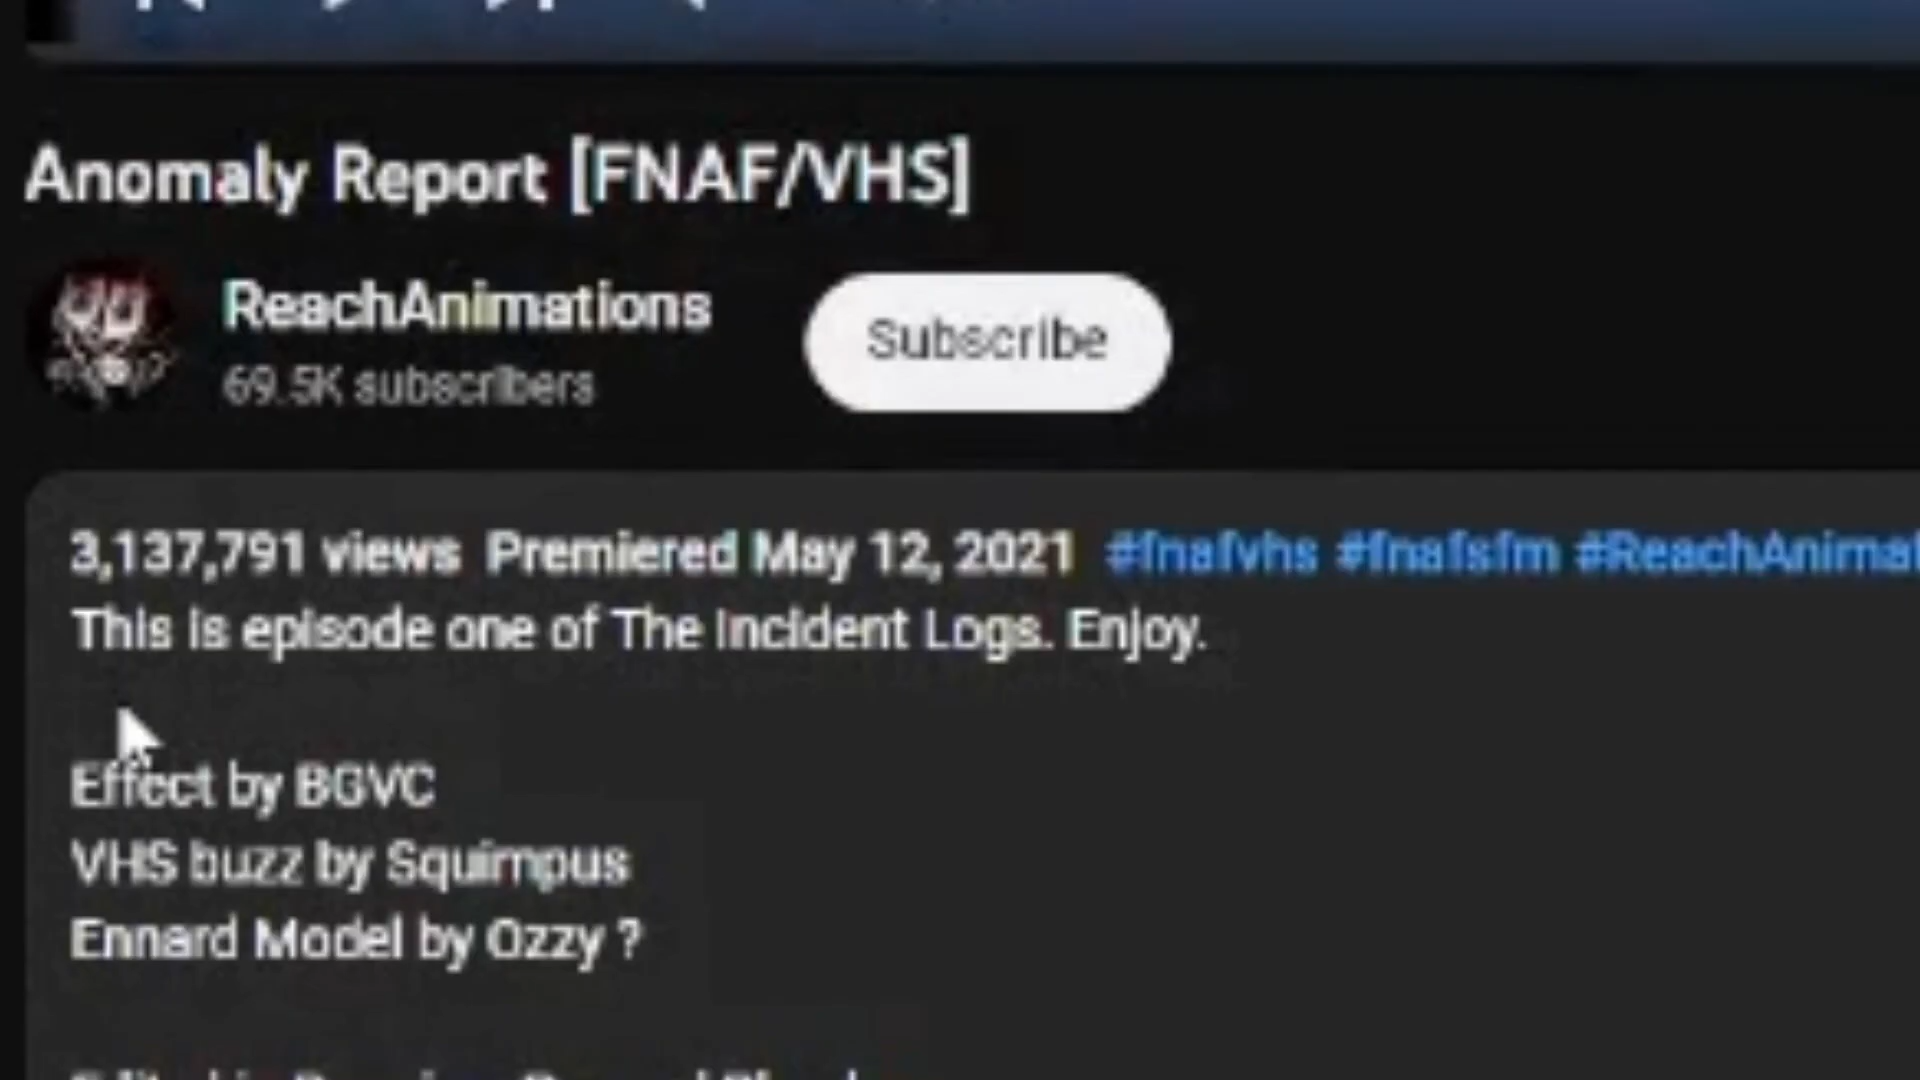 Anomaly Report [FNAF/VHS]
ReachAnimations
Subscribe
69.5K subscribers
3,137,791 views Premiered May 12, 2021 #fnafvhs #fnafsfm #ReachAnimat
This is episode one of The Incident Logs. Enjoy.
Effect by BGVC
VHS buzz by Squimpus
Ennard Model by Ozzy ?